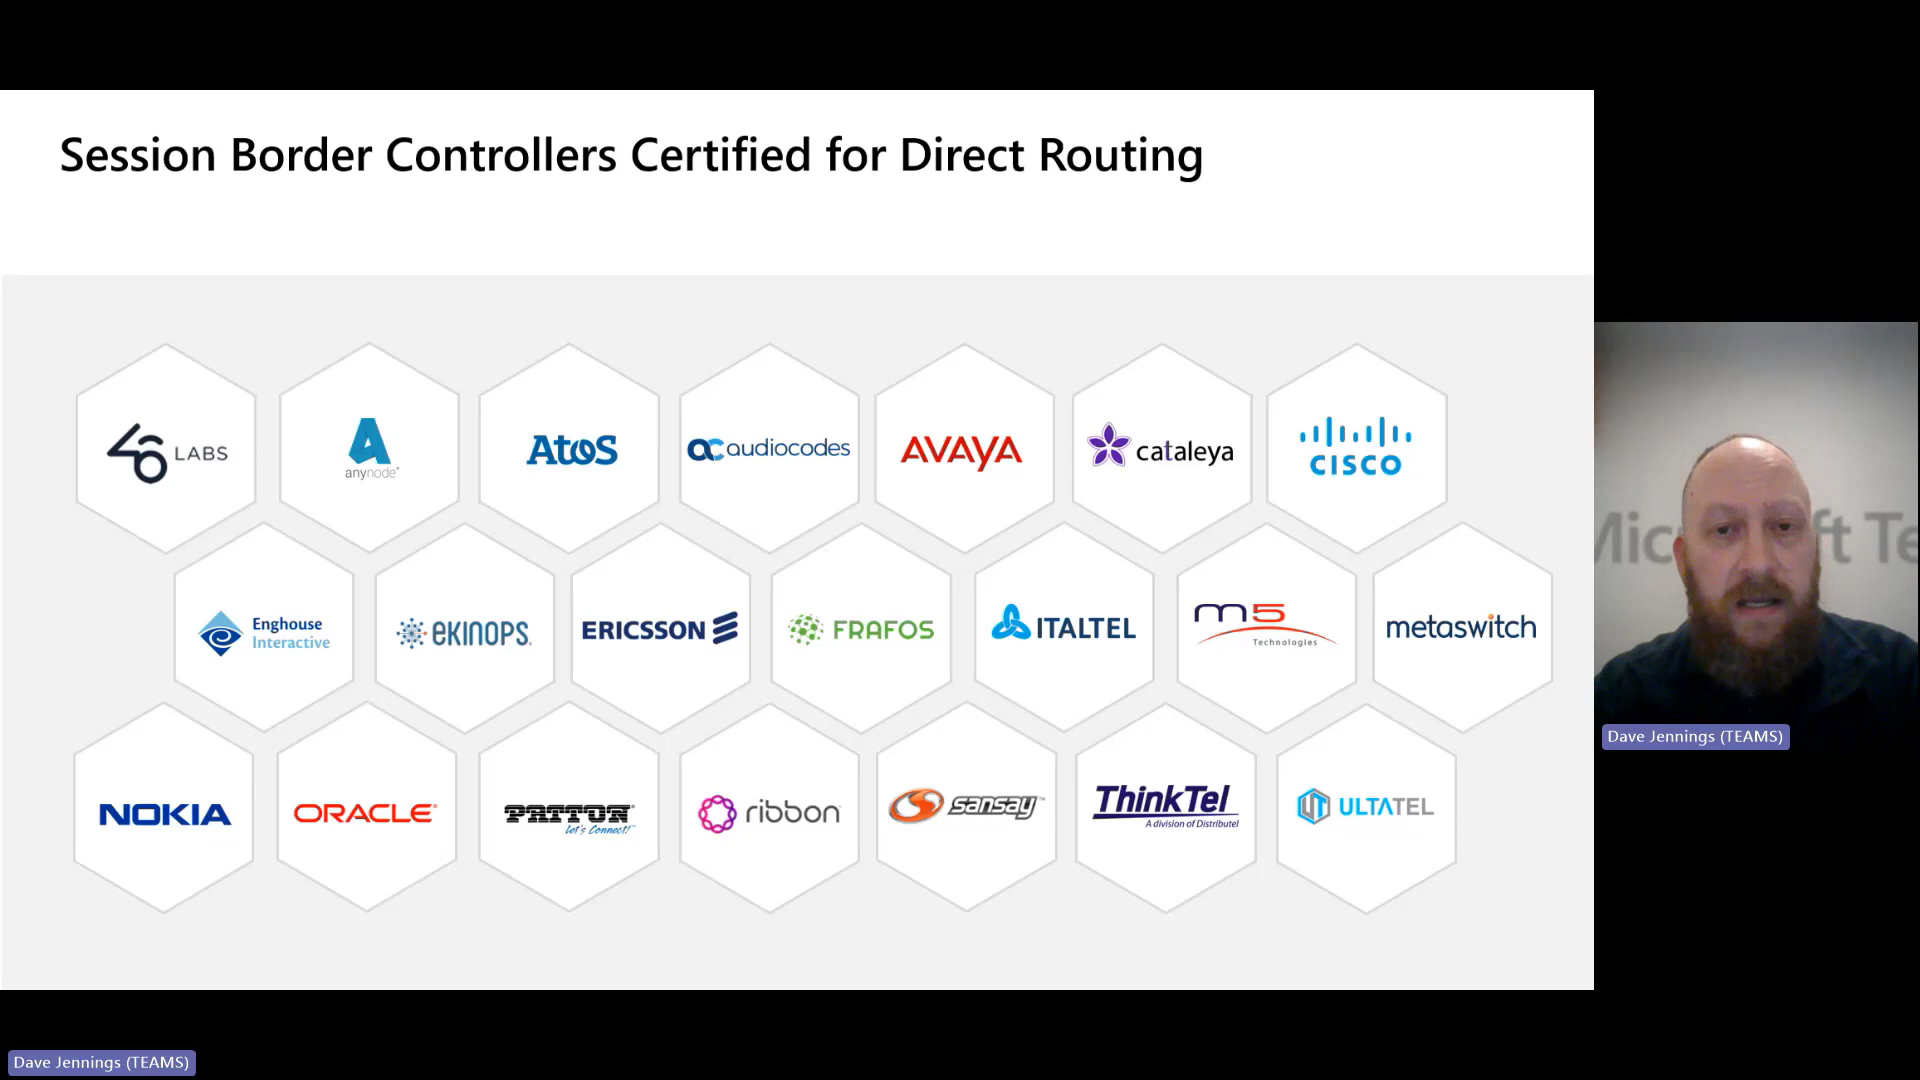 Session Border Controllers Certified for Direct Routing
46 LABS
anynode
Atos
audiocodes
AVAYA
cataleya
CISCO
Enghouse
Interactive
eKINOPS.
ERICSSON
FRAFOS
ITALTEL
m5
Technologies
metaswitch
NOKIA
ORACLE
PATTON
Let's Connect!
ribbon
sansay
ThinkTel
A division of Distributel
ULTATEL
Dave Jennings (TEAMS)
Dave Jennings (TEAMS)